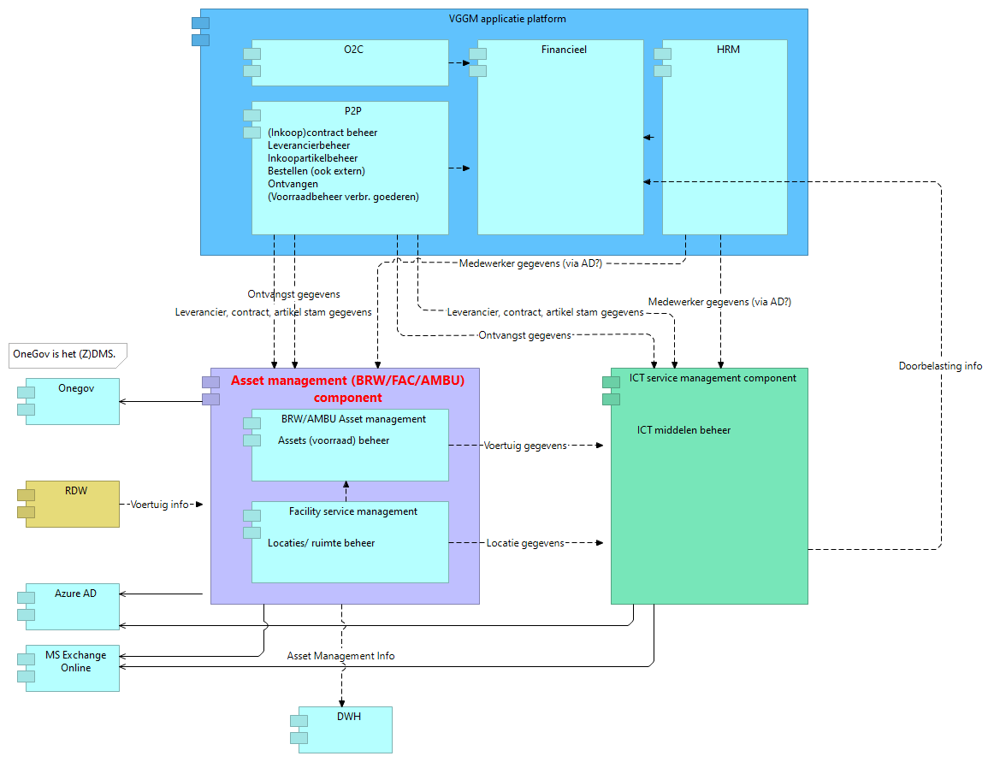 VGGM applicatie platform
O2C
Financieel
HRM
P2P
(Inkoop)contract beheer
Leverancierbeheer
Inkoopartikelbeheer
Bestellen (ook extern)
Ontvangen
(Voorraadbeheer verbr. goederen)
Medewerker gegevens (via AD?)
Ontvangst gegevens
Medewerker gegevens (via AD?)
Leverancier, contract, artikel stam gegevens
Leverancier, contract, artikel stam gegevens
Ontvangst gegevens
OneGov is het (Z)DMS.
Doorbelasting info
Onegov
Asset management (BRW/FAC/AMBU)
component
ICT service management component
BRW/AMBU Asset management
Assets (voorraad) beheer
ICT middelen beheer
Voertuig gegevens
RDW
Voertuig info
Facility service management
Locaties/ ruimte beheer
Locatie gegevens
Azure AD
MS Exchange
Online
Asset Management Info
DWH